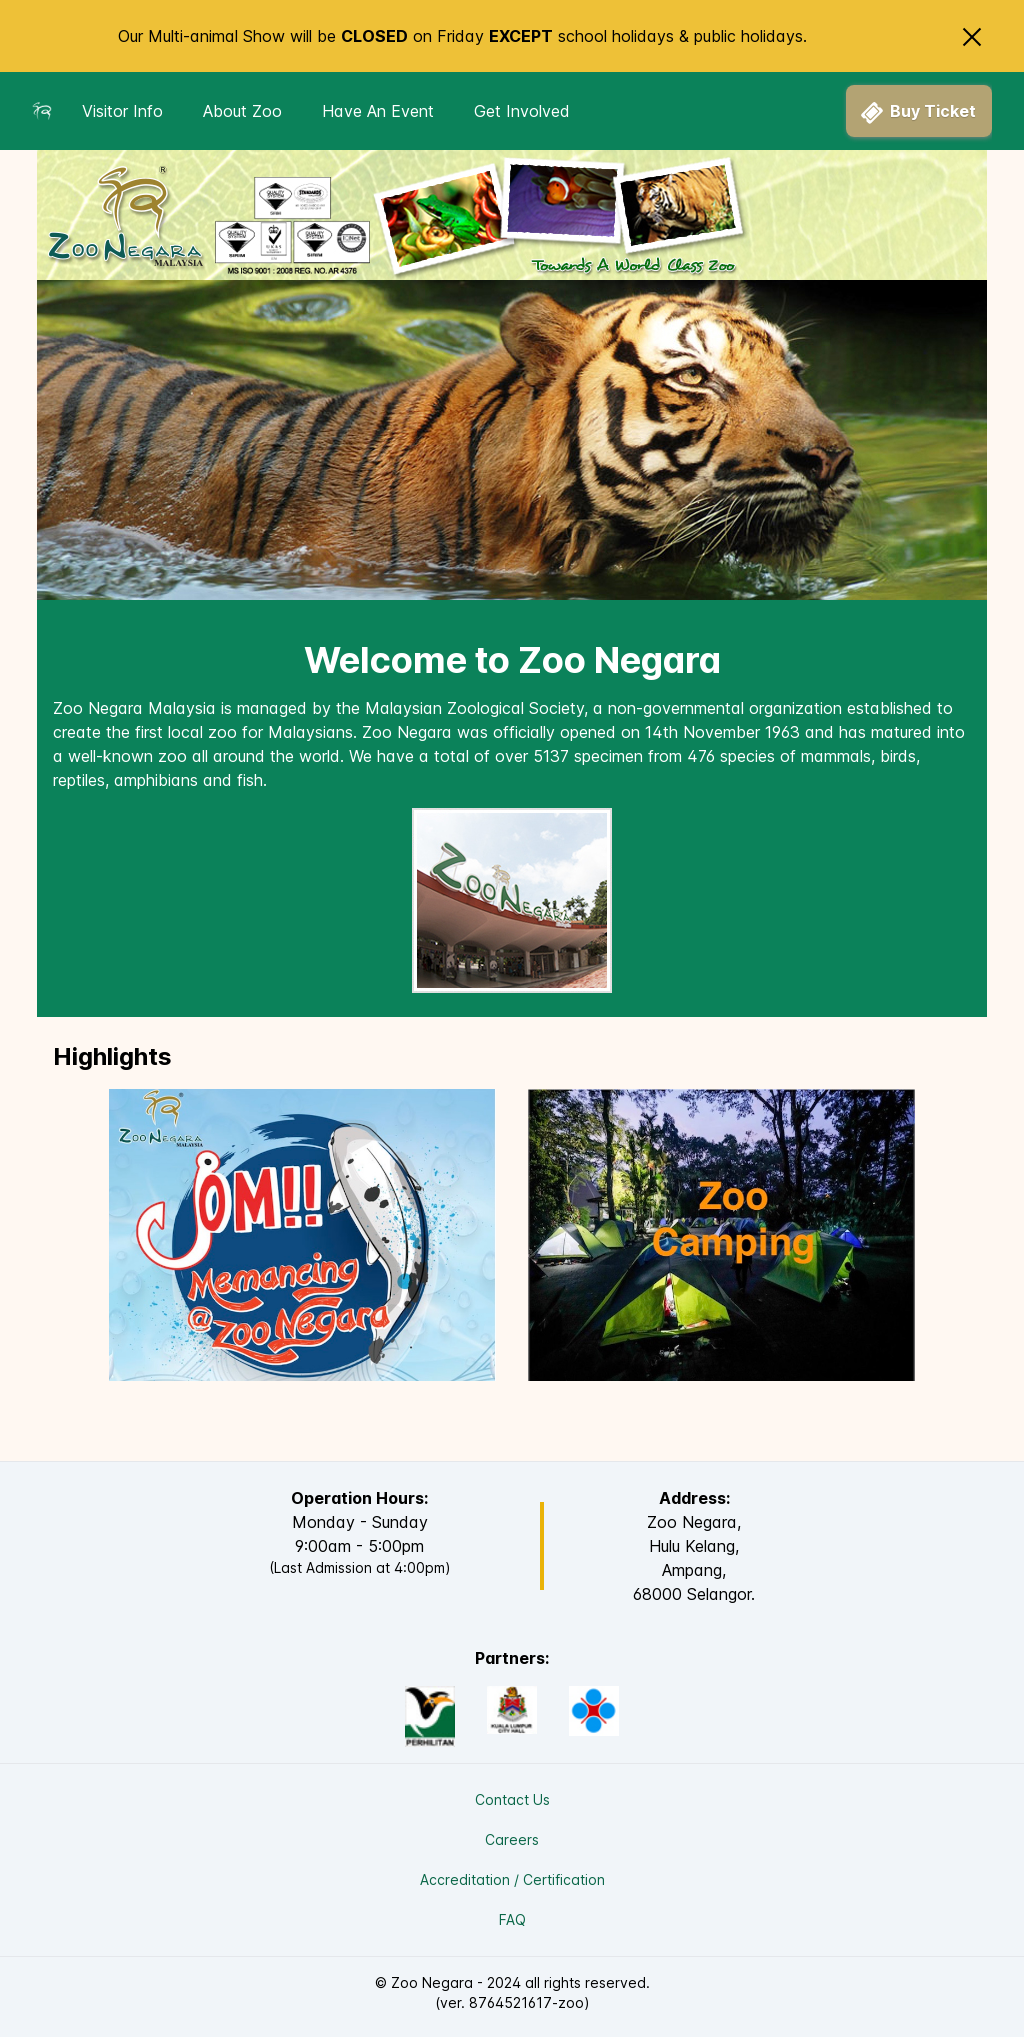 Our Multi-animal Show will be CLOSED on Friday EXCEPT school holidays & public holidays.
Visitor Info
About Zoo
Have An Event
Get Involved
Buy Ticket
ZOO NEGARA
MALAYSIA
MS ISO 9001 : 2008 REG. NO. AR 4376
Towards A World Class Zoo
Welcome to Zoo Negara
Zoo Negara Malaysia is managed by the Malaysian Zoological Society, a non-governmental organization established to
create the first local zoo for Malaysians. Zoo Negara was officially opened on 14th November 1963 and has matured into
a well-known zoo all around the world. We have a total of over 5137 specimen from 476 species of mammals, birds,
reptiles, amphibians and fish.
ZOO NEGARA
Highlights
ZOO NEGARA
MALAYSIA
JOM!!
Memancing
@
Zoo Negara
Zoo
Camping
Operation Hours:
Monday - Sunday
9:00am - 5:00pm
(Last Admission at 4:00pm)
Address:
Zoo Negara,
Hulu Kelang,
Ampang,
68000 Selangor.
Partners:
PERHILITAN
KUALA LUMPUR
CITY HALL
Contact Us
Careers
Accreditation / Certification
FAQ
© Zoo Negara - 2024 all rights reserved.
(ver. 8764521617-zoo)